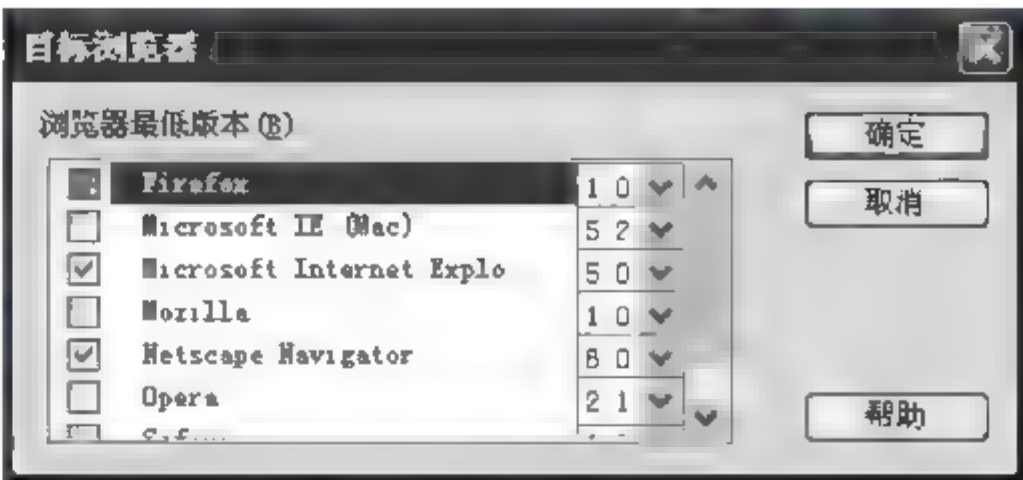 目标浏览器
浏览器最低版本(B)
Firefox 1 0
Microsoft IE (Mac) 5 2
Microsoft Internet Explo 5 0
Mozilla 1 0
Netscape Navigator 8 0
Opera 2 1
确定
取消
帮助